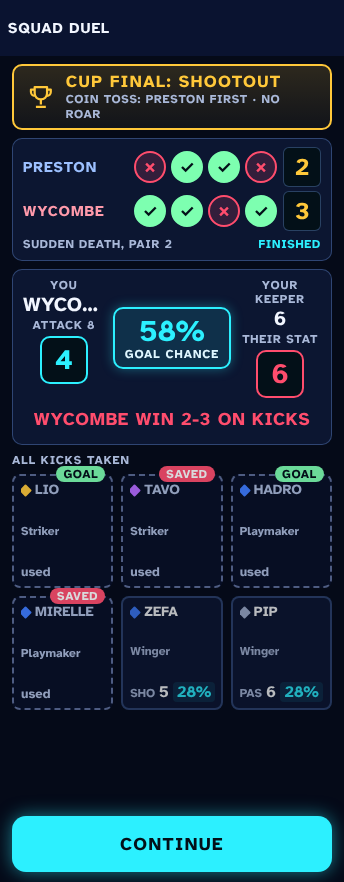 SQUAD DUEL
CUP FINAL: SHOOTOUT
COIN TOSS: PRESTON FIRST · NO
ROAR
PRESTON 2
WYCOMBE 3
SUDDEN DEATH, PAIR 2 FINISHED
YOU
WYCO...
ATTACK 8
4
58%
GOAL CHANCE
YOUR
KEEPER
6
THEIR STAT
6
WYCOMBE WIN 2-3 ON KICKS
ALL KICKS TAKEN
GOAL
LIO
Striker
used
SAVED
TAVO
Striker
used
GOAL
HADRO
Playmaker
used
SAVED
MIRELLE
Playmaker
used
ZEFA
Winger
SHO 5 28%
PIP
Winger
PAS 6 28%
CONTINUE